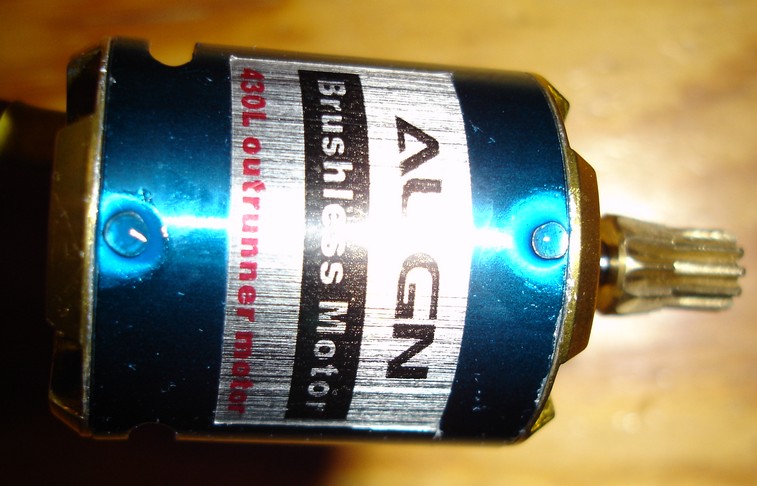 ALIGN
Brushless Motor
430L outrunner motor